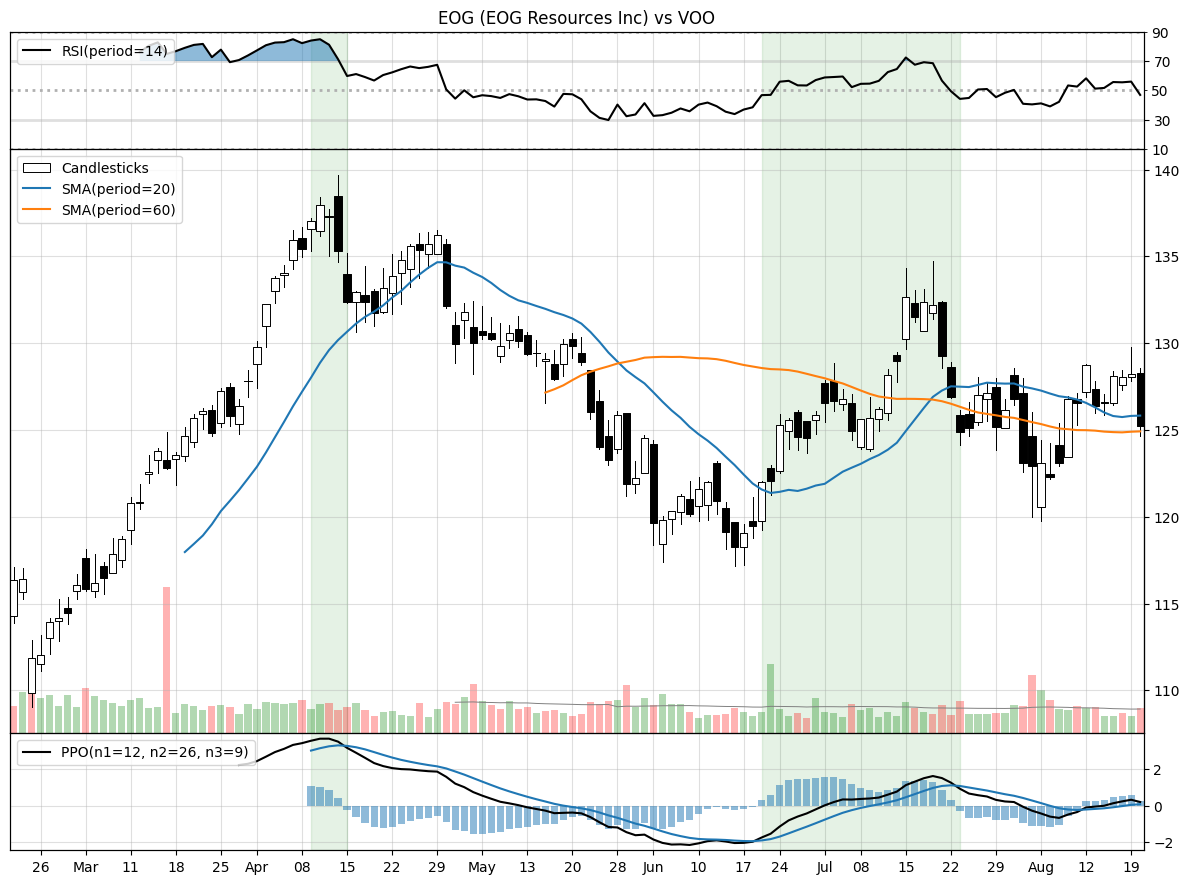 EOG (EOG Resources Inc) vs VOO
RSI(period=14)
90
70
50
30
10
Candlesticks
SMA(period=20)
SMA(period=60)
140
135
130
125
120
115
110
PPO(n1=12, n2=26, n3=9)
2
0
−2
26 Mar 11 18 25 Apr 08 15 22 29 May 13 20 28 Jun 10 17 24 Jul 08 15 22 29 Aug 12 19